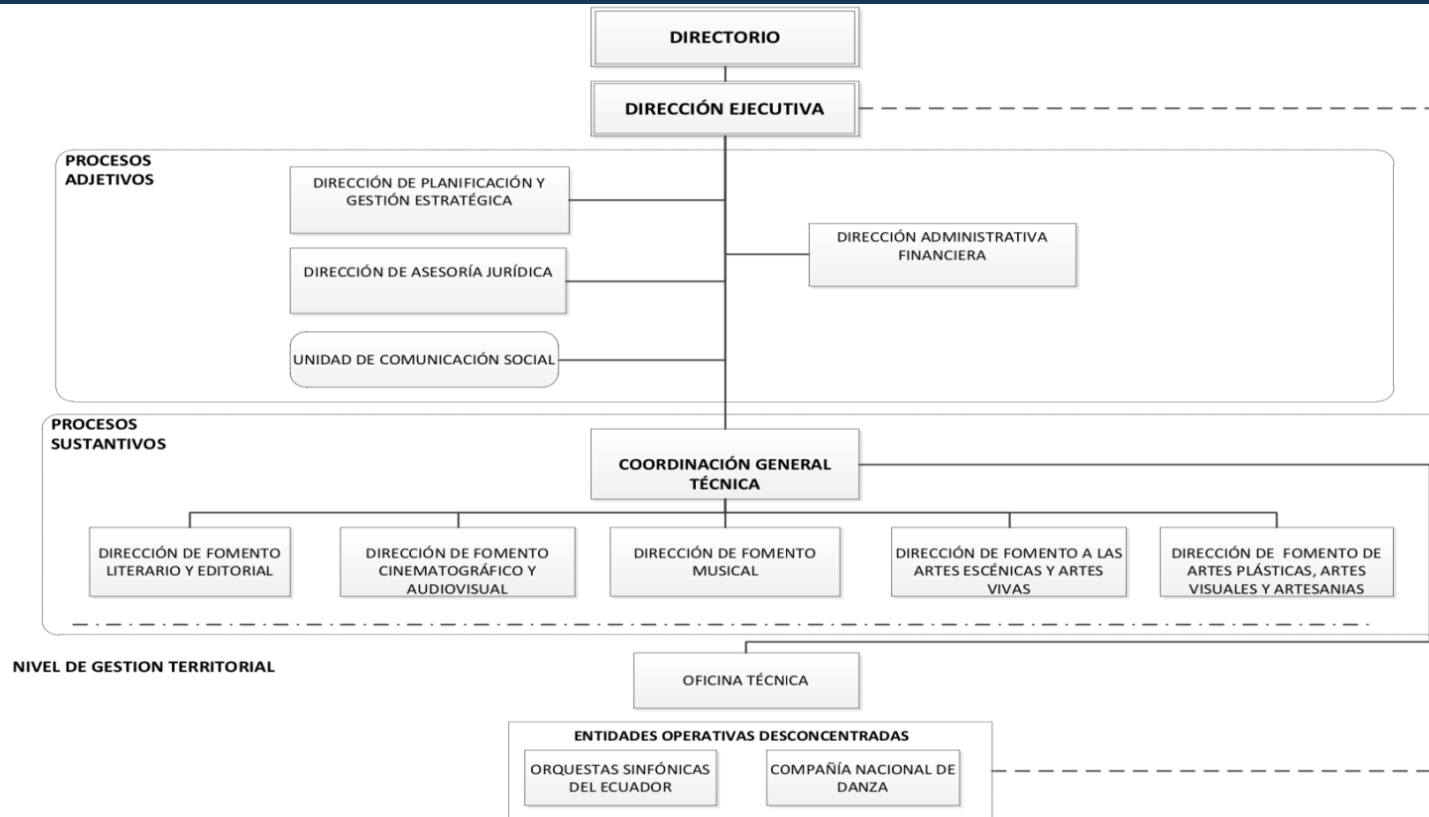 DIRECTORIO
DIRECCIÓN EJECUTIVA
PROCESOS
ADJETIVOS
DIRECCIÓN DE PLANIFICACIÓN Y
GESTIÓN ESTRATÉGICA
DIRECCIÓN ADMINISTRATIVA
FINANCIERA
DIRECCIÓN DE ASESORÍA JURÍDICA
UNIDAD DE COMUNICACIÓN SOCIAL
PROCESOS
SUSTANTIVOS
COORDINACIÓN GENERAL
TÉCNICA
DIRECCIÓN DE FOMENTO
LITERARIO Y EDITORIAL
DIRECCIÓN DE FOMENTO
CINEMATOGRÁFICO Y
AUDIOVISUAL
DIRECCIÓN DE FOMENTO
MUSICAL
DIRECCIÓN DE FOMENTO A LAS
ARTES ESCÉNICAS Y ARTES
VIVAS
DIRECCIÓN DE FOMENTO DE
ARTES PLÁSTICAS, ARTES
VISUALES Y ARTESANIAS
NIVEL DE GESTION TERRITORIAL
OFICINA TÉCNICA
ENTIDADES OPERATIVAS DESCONCENTRADAS
ORQUESTAS SINFÓNICAS
DEL ECUADOR
COMPAÑÍA NACIONAL DE
DANZA